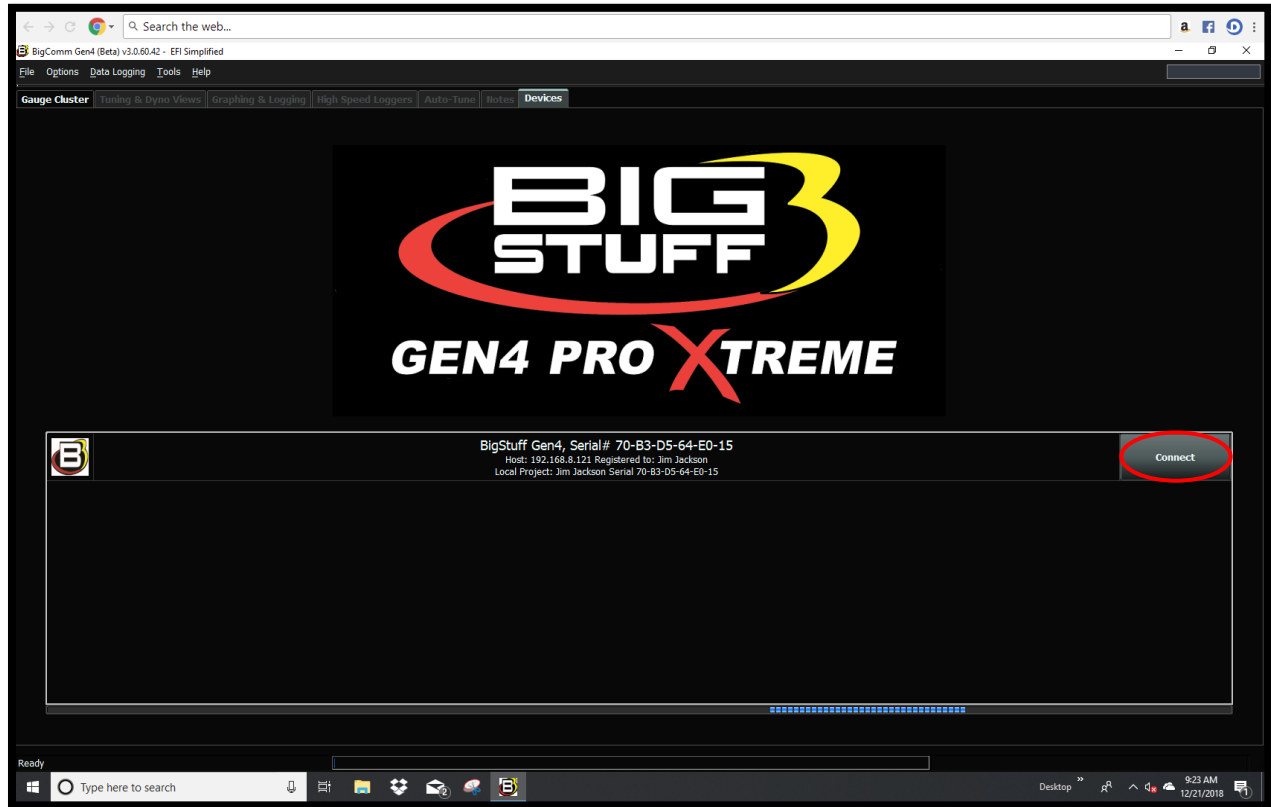 Search the web...
a
BigComm Gen4 (Beta) v3.0.60.42 - EFI Simplified
File Options Data Logging Tools Help
Gauge Cluster Tuning & Dyno Views Graphing & Logging High Speed Loggers Auto-Tune Notes Devices
BIG 3
STUFF
GEN4 PRO XTREME
B
BigStuff Gen4, Serial# 70-B3-D5-64-E0-15
Host: 192.168.8.121 Registered to: Jim Jackson
Local Project: Jim Jackson Serial 70-B3-D5-64-E0-15
Connect
Ready
Type here to search
2
Desktop
9:23 AM
12/21/2018
1